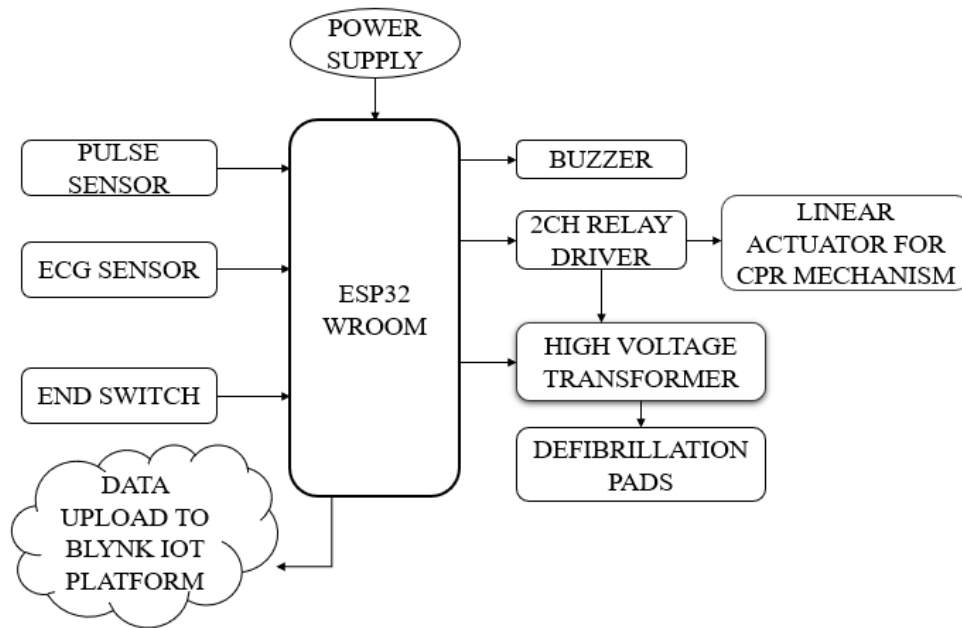 POWER
SUPPLY
PULSE
SENSOR
ECG SENSOR
END SWITCH
DATA
UPLOAD TO
BLYNK IOT
PLATFORM
ESP32
WROOM
BUZZER
2CH RELAY
DRIVER
LINEAR
ACTUATOR FOR
CPR MECHANISM
HIGH VOLTAGE
TRANSFORMER
DEFIBRILLATION
PADS